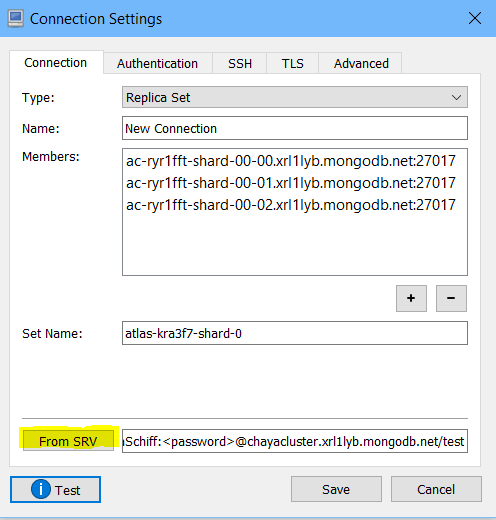 Connection Settings
Connection Authentication SSH TLS Advanced
Type: Replica Set
Name: New Connection
Members:
ac-ryr1fft-shard-00-00.xrl1lyb.mongodb.net:27017
ac-ryr1fft-shard-00-01.xrl1lyb.mongodb.net:27017
ac-ryr1fft-shard-00-02.xrl1lyb.mongodb.net:27017
+ −
Set Name: atlas-kra3f7-shard-0
From SRV Schiff:<password>@chayacluster.xrl1lyb.mongodb.net/test
Test Save Cancel